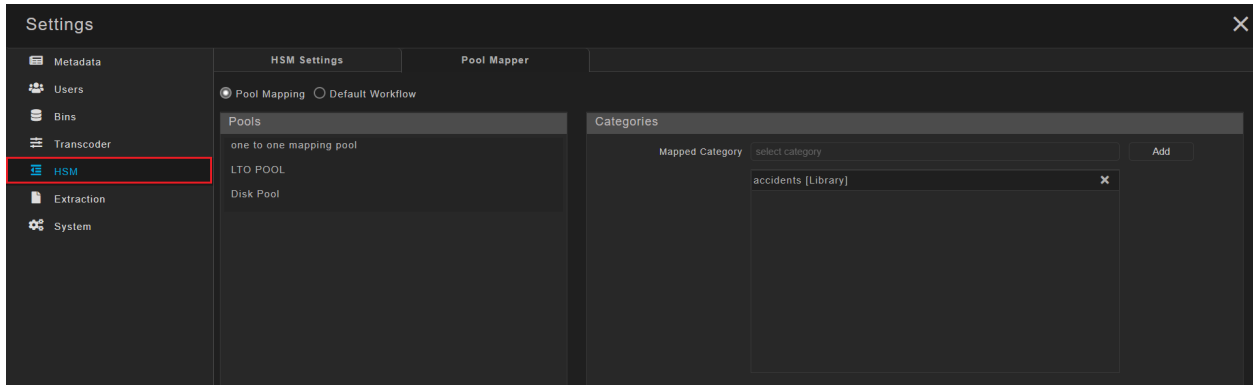 Settings
Metadata
Users
Bins
Transcoder
HSM
Extraction
System
HSM Settings
Pool Mapper
Pool Mapping
Default Workflow
Pools
one to one mapping pool
LTO POOL
Disk Pool
Categories
Mapped Category
select category
Add
accidents [Library]